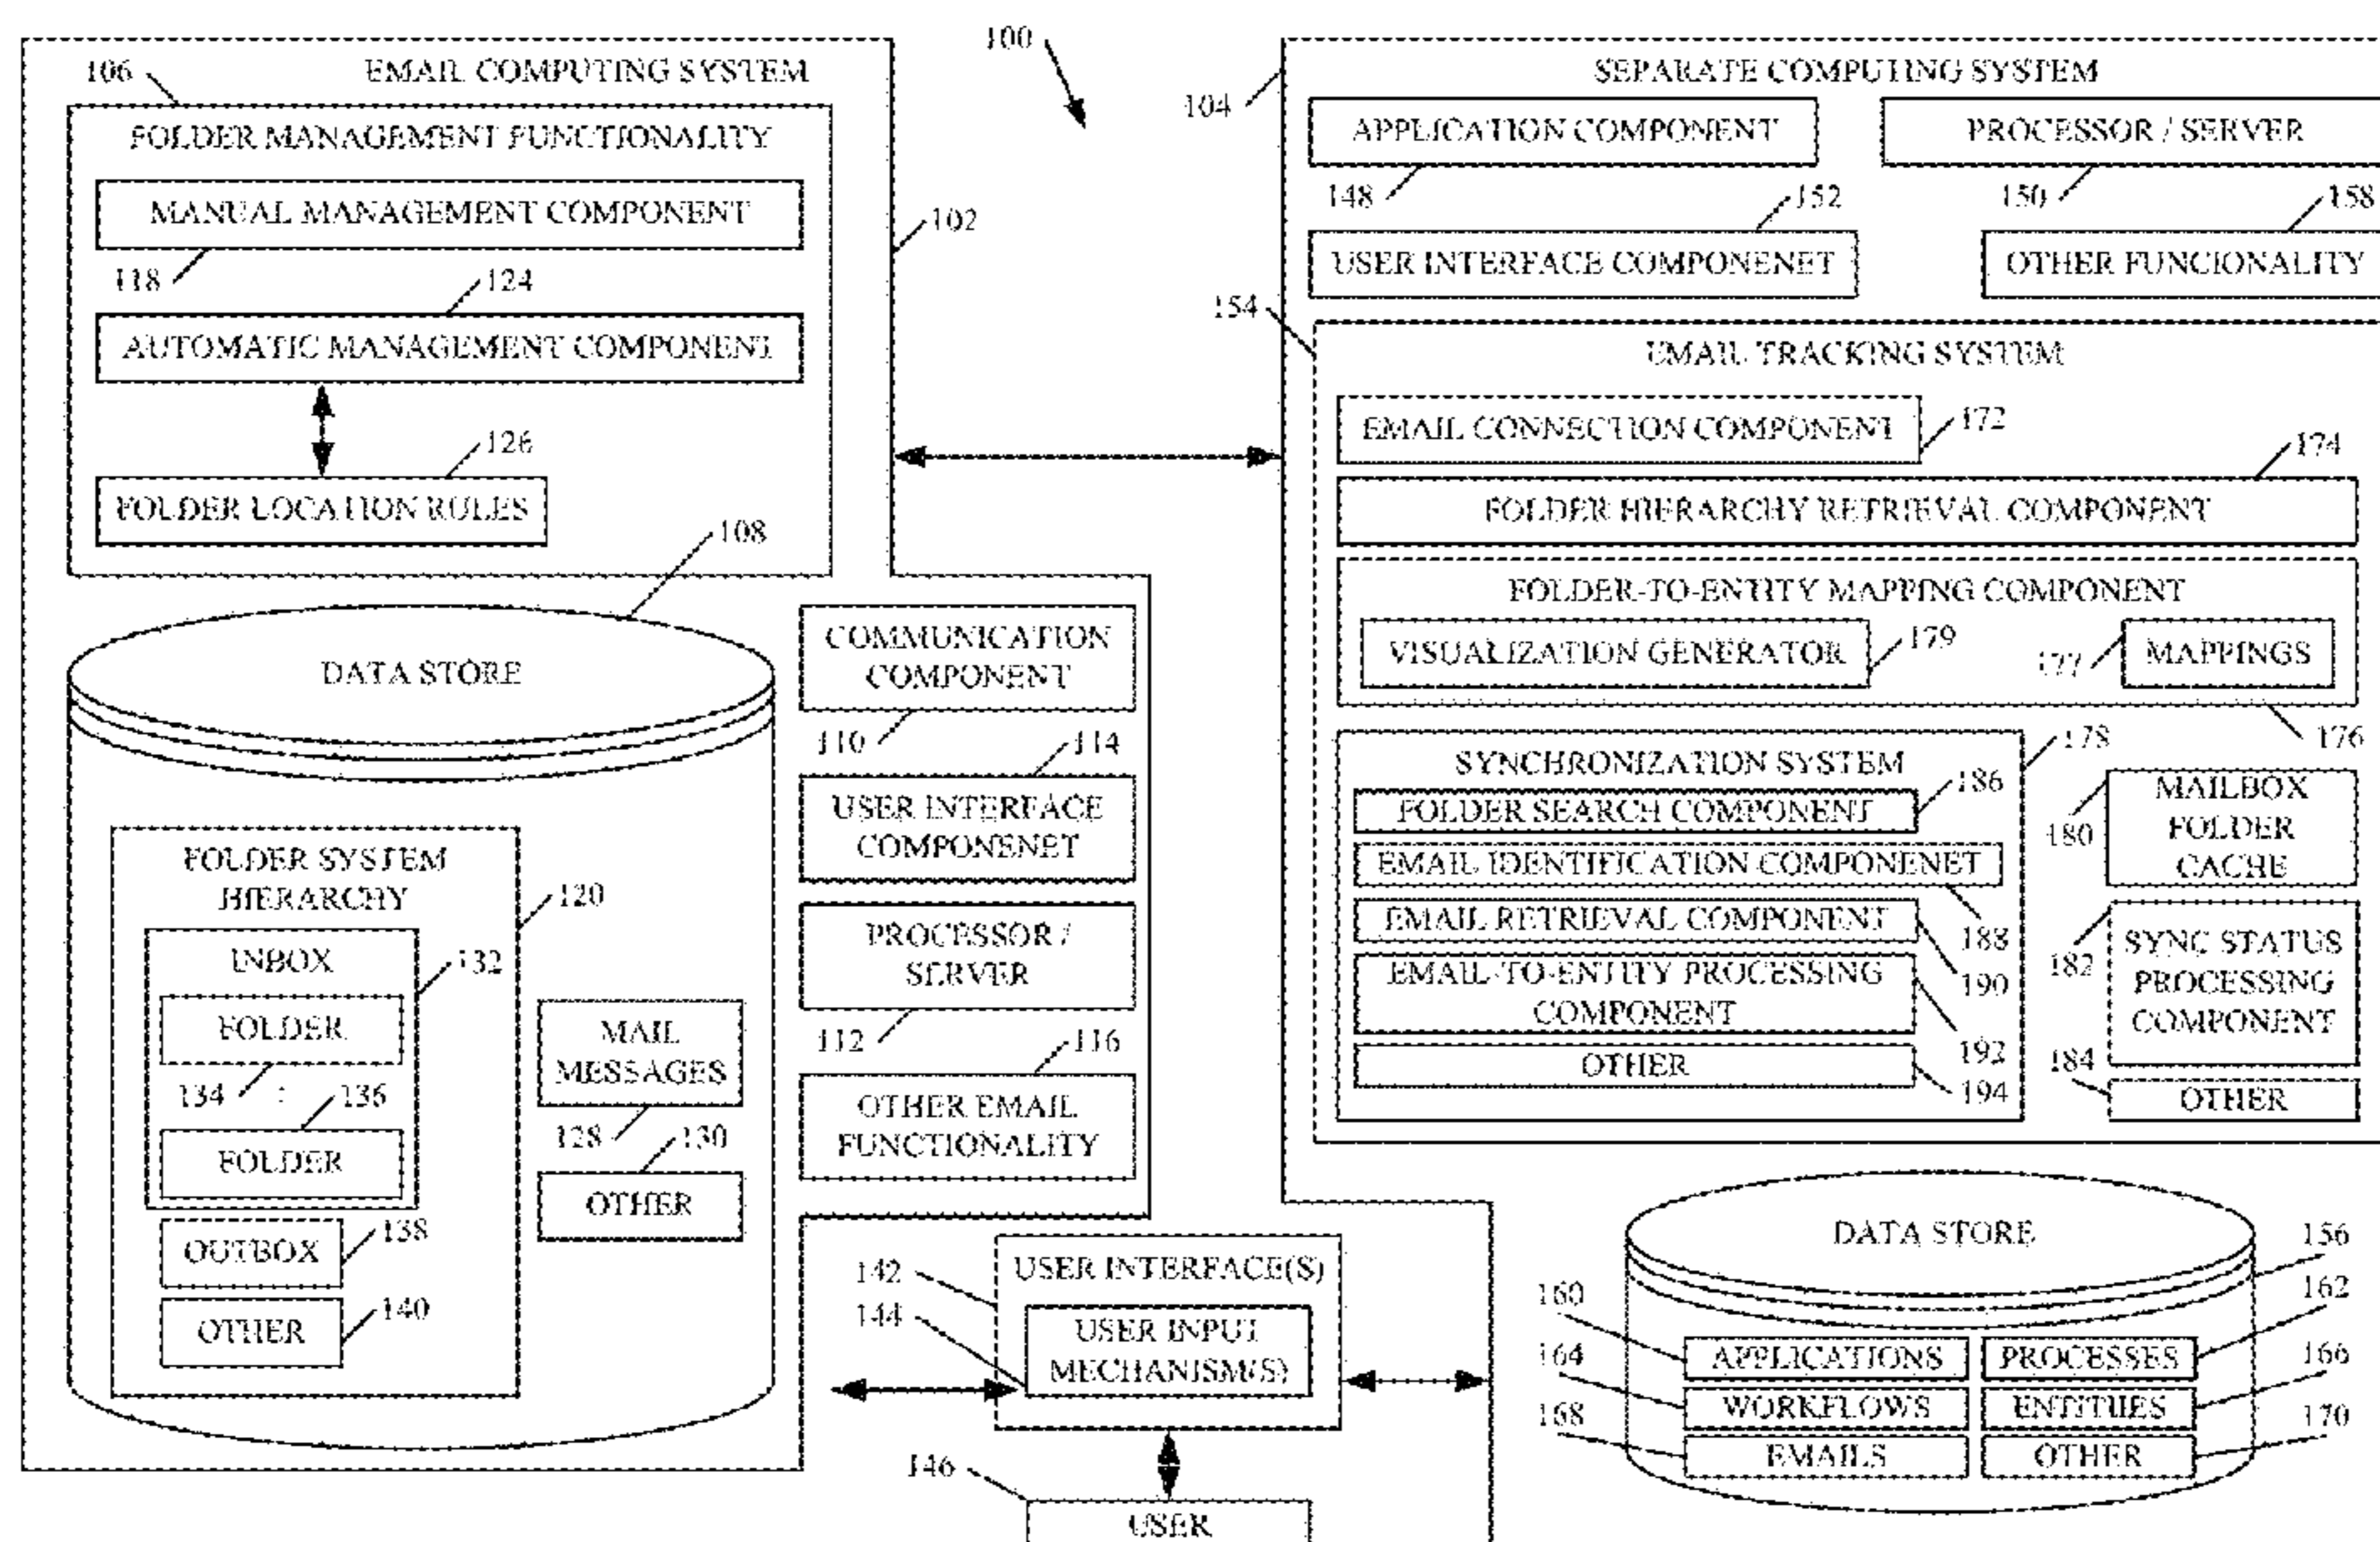 100
EMAIL COMPUTING SYSTEM
106
FOLDER MANAGEMENT FUNCTIONALITY
MANUAL MANAGEMENT COMPONENT
118
124
AUTOMATIC MANAGEMENT COMPONENT
126
FOLDER LOCATION RULES
102
108
DATA STORE
FOLDER SYSTEM
HIERARCHY
120
INBOX
132
FOLDER
134
:
136
FOLDER
OUTBOX
138
OTHER
140
MAIL
MESSAGES
128
130
OTHER
COMMUNICATION
COMPONENT
110
114
USER INTERFACE
COMPONENET
PROCESSOR /
SERVER
112
116
OTHER EMAIL
FUNCTIONALITY
142
USER INTERFACE(S)
144
USER INPUT
MECHANISM(S)
146
USER
104
SEPARATE COMPUTING SYSTEM
APPLICATION COMPONENT
PROCESSOR / SERVER
148
152
150
158
USER INTERFACE COMPONENET
OTHER FUNCIONALITY
154
EMAIL TRACKING SYSTEM
EMAIL CONNECTION COMPONENT
172
174
FOLDER HIERARCHY RETRIEVAL COMPONENT
FOLDER-TO-ENTITY MAPPING COMPONENT
VISUALIZATION GENERATOR
179
177
MAPPINGS
176
SYNCHRONIZATION SYSTEM
178
FOLDER SEARCH COMPONENT
186
EMAIL IDENTIFICATION COMPONENET
188
EMAIL RETRIEVAL COMPONENT
190
EMAIL-TO-ENTITY PROCESSING
COMPONENT
192
OTHER
194
180
MAILBOX
FOLDER
CACHE
182
SYNC STATUS
PROCESSING
COMPONENT
184
OTHER
DATA STORE
156
160
APPLICATIONS
PROCESSES
162
164
WORKFLOWS
ENTITIES
166
168
EMAILS
OTHER
170